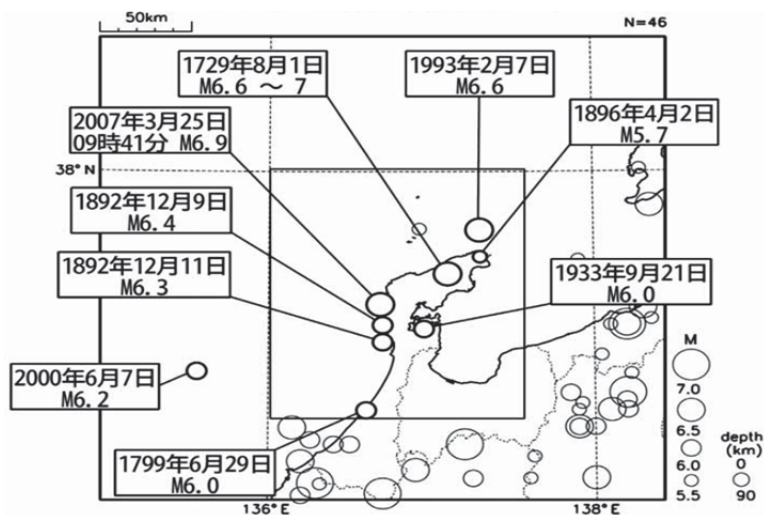 50km
N=46
1729年8月1日
M6.6 ～ 7
1993年2月7日
M6.6
2007年3月25日
09時41分 M6.9
1896年4月2日
M5.7
38° N
1892年12月9日
M6.4
1892年12月11日
M6.3
1933年9月21日
M6.0
2000年6月7日
M6.2
1799年6月29日
M6.0
M
7.0
6.5
6.0
5.5
depth
(km)
0
90
136°E
138°E